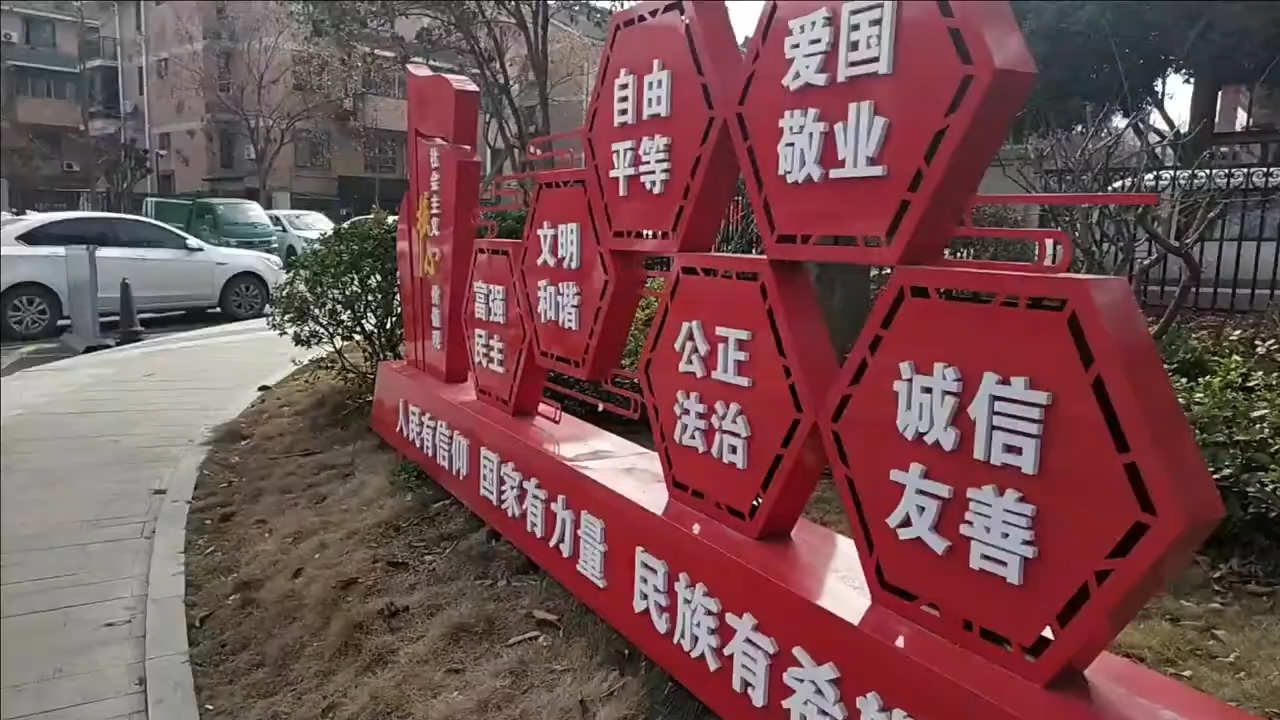 社会主义
核心
价值观
富强
民主
文明
和谐
自由
平等
爱国
敬业
公正
法治
诚信
友善
人民有信仰 国家有力量 民族有希